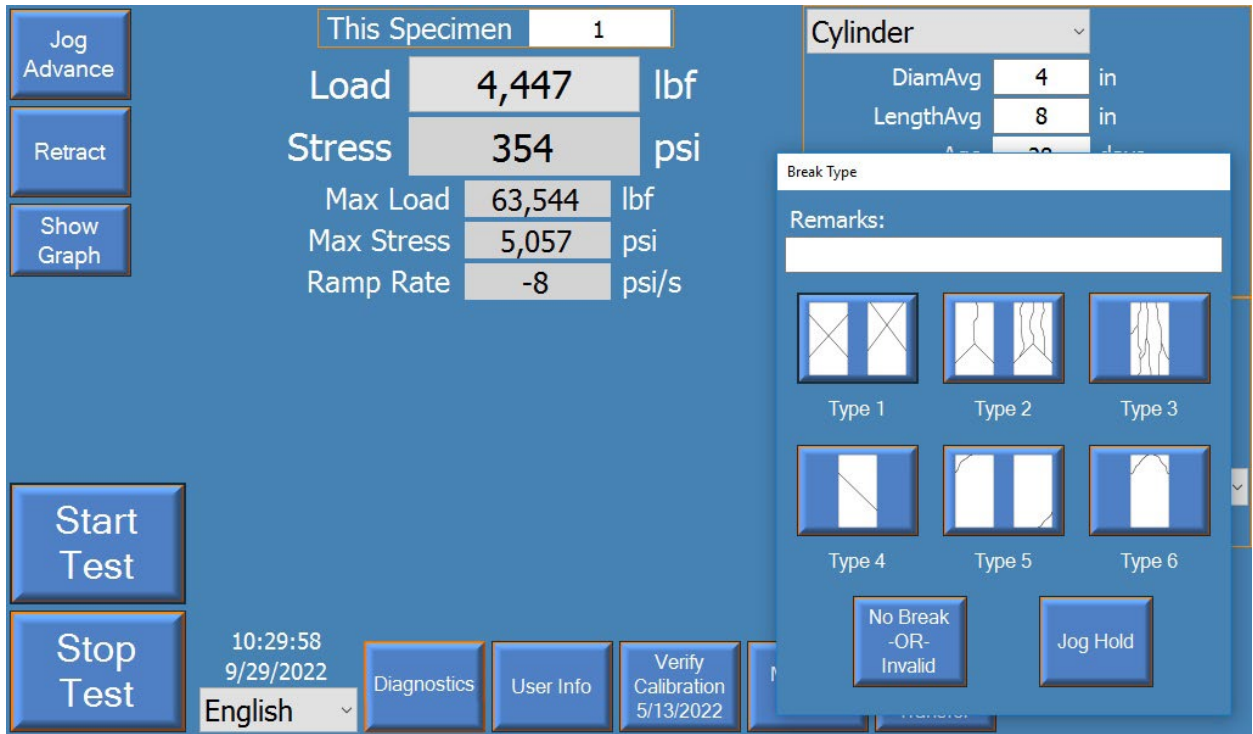 Jog
Advance
Retract
Show
Graph
Start
Test
Stop
Test
This Specimen 1
Load 4,447 lbf
Stress 354 psi
Max Load 63,544 lbf
Max Stress 5,057 psi
Ramp Rate -8 psi/s
10:29:58
9/29/2022
English
Diagnostics
User Info
Verify
Calibration
5/13/2022
Cylinder
DiamAvg 4 in
LengthAvg 8 in
Break Type
Remarks:
Type 1
Type 2
Type 3
Type 4
Type 5
Type 6
No Break
-OR-
Invalid
Jog Hold